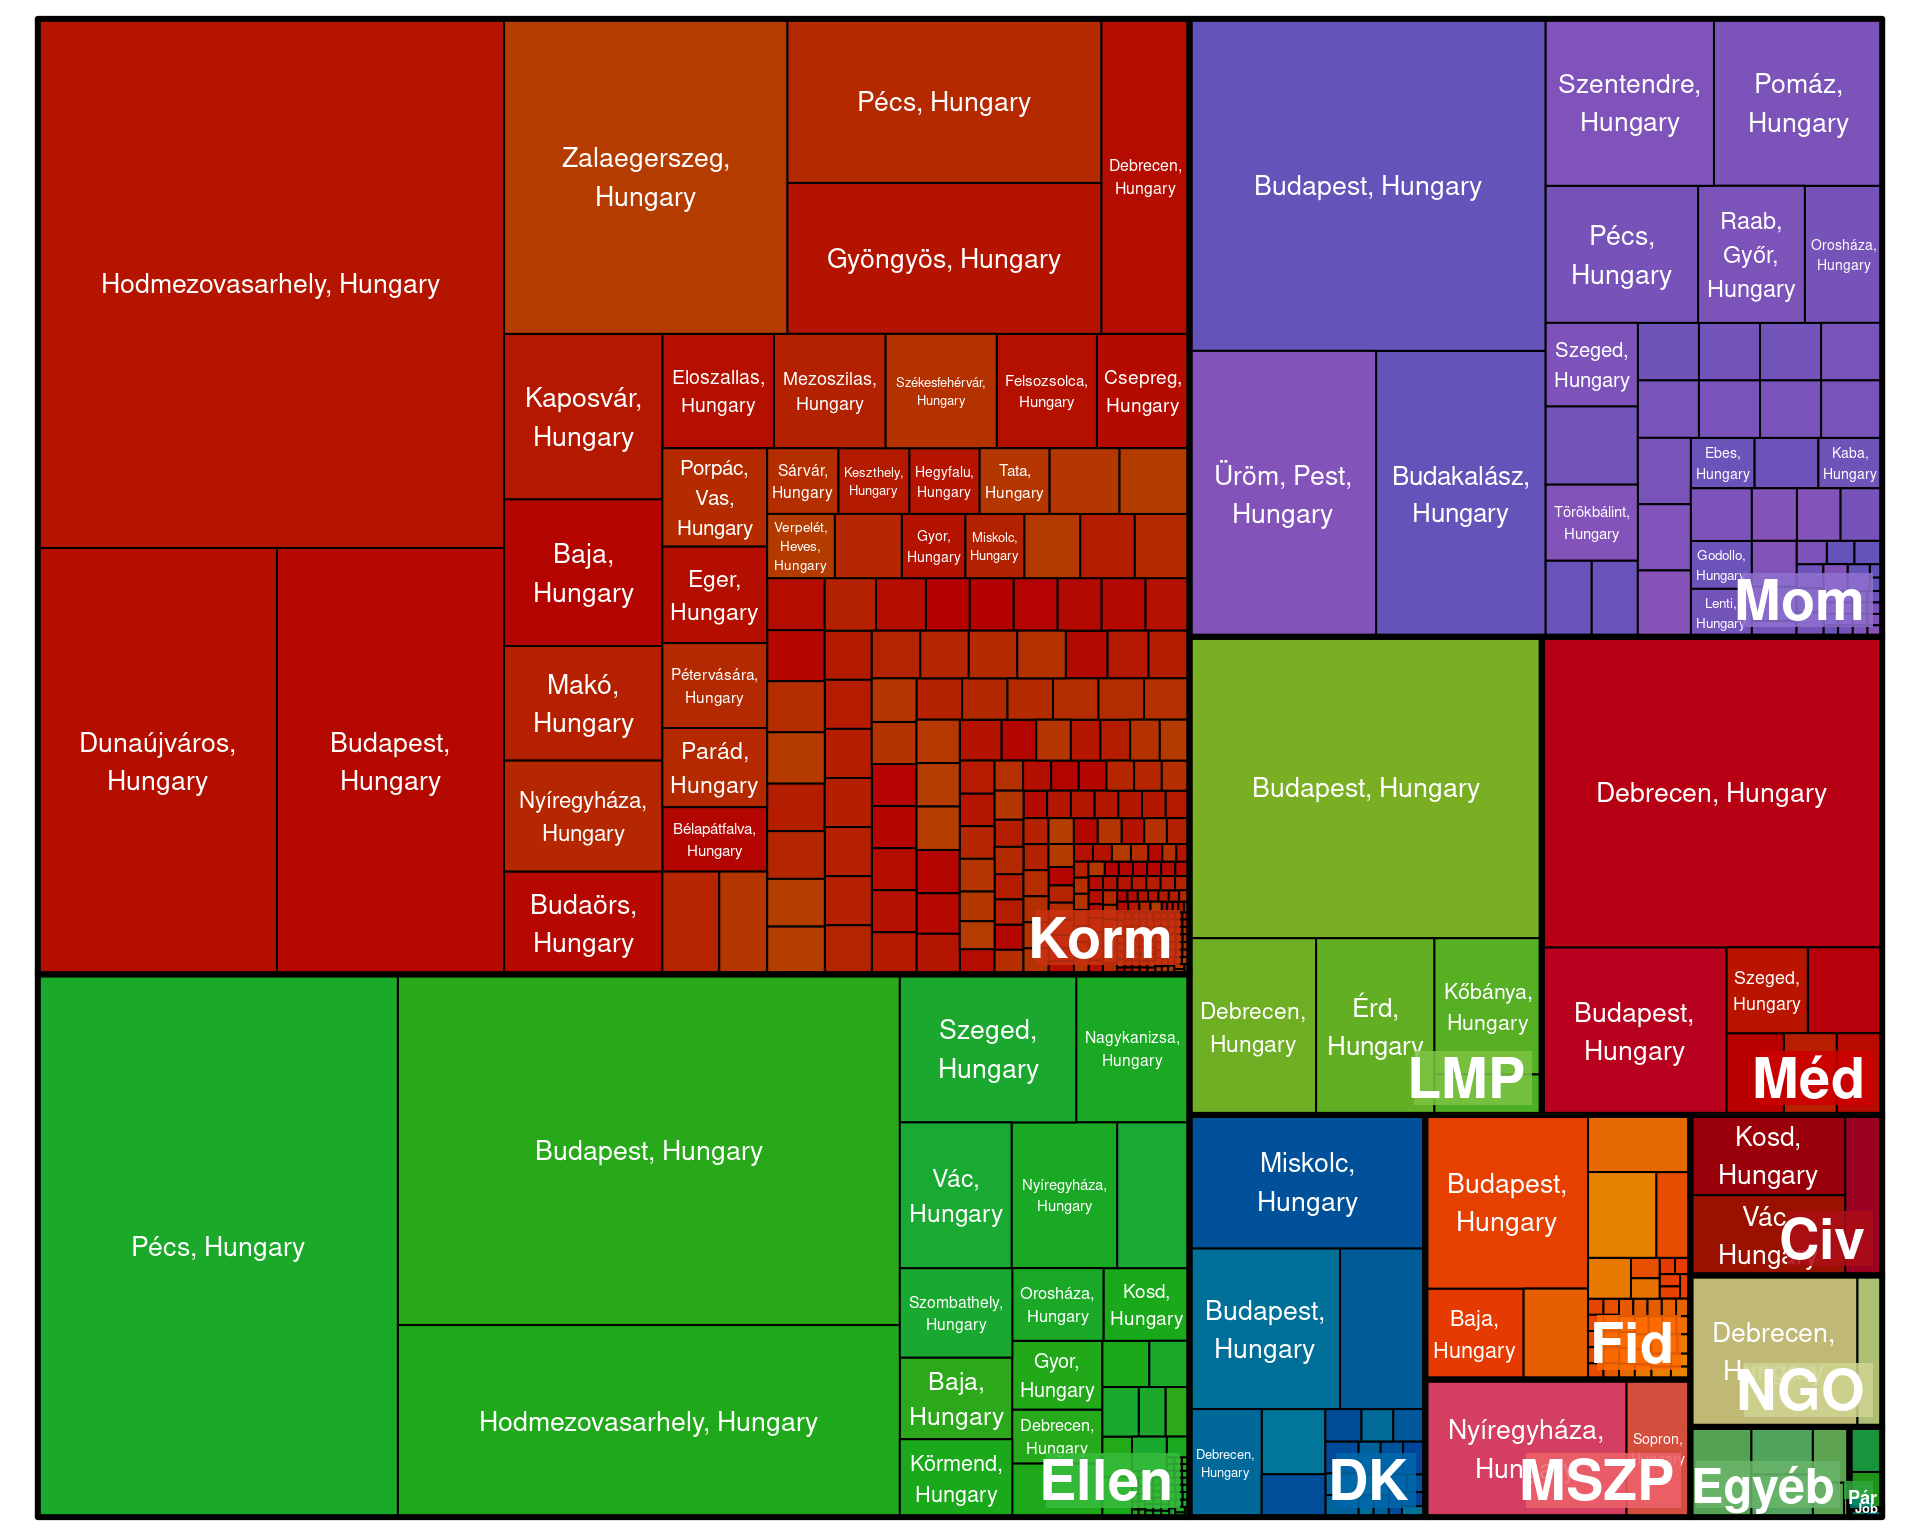 Hodmezovasarhely, Hungary
Dunaújváros,
Hungary
Budapest,
Hungary
Zalaegerszeg,
Hungary
Pécs, Hungary
Gyöngyös, Hungary
Debrecen,
Hungary
Kaposvár,
Hungary
Baja,
Hungary
Makó,
Hungary
Nyíregyháza,
Hungary
Budaörs,
Hungary
Eloszallas,
Hungary
Mezoszilas,
Hungary
Székesfehérvár,
Hungary
Felsozsolca,
Hungary
Csepreg,
Hungary
Porpác,
Vas,
Hungary
Eger,
Hungary
Pétervására,
Hungary
Parád,
Hungary
Bélapátfalva,
Hungary
Sárvár,
Hungary
Keszthely,
Hungary
Hegyfalu,
Hungary
Tata,
Hungary
Verpelét,
Heves,
Hungary
Gyor,
Hungary
Miskolc,
Hungary
Korm
Pécs, Hungary
Budapest, Hungary
Hodmezovasarhely, Hungary
Szeged,
Hungary
Nagykanizsa,
Hungary
Vác,
Hungary
Nyíregyháza,
Hungary
Szombathely,
Hungary
Orosháza,
Hungary
Kosd,
Hungary
Baja,
Hungary
Gyor,
Hungary
Debrecen,
Hungary
Körmend,
Hungary
Ellen
Budapest, Hungary
Üröm, Pest,
Hungary
Budakalász,
Hungary
Szentendre,
Hungary
Pomáz,
Hungary
Pécs,
Hungary
Raab,
Győr,
Hungary
Orosháza,
Hungary
Szeged,
Hungary
Törökbálint,
Hungary
Ebes,
Hungary
Kaba,
Hungary
Godollo,
Hungary
Lenti,
Hungary
Mom
Budapest, Hungary
Debrecen,
Hungary
Érd,
Hungary
Kőbánya,
Hungary
LMP
Debrecen, Hungary
Budapest,
Hungary
Szeged,
Hungary
Méd
Miskolc,
Hungary
Budapest,
Hungary
Debrecen,
Hungary
DK
Budapest,
Hungary
Baja,
Hungary
Fid
Nyíregyháza,
Sopron,
MSZP
Kosd,
Hungary
Vác,
Hungary
Civ
Debrecen,
NGO
Egyéb
Pár
Job